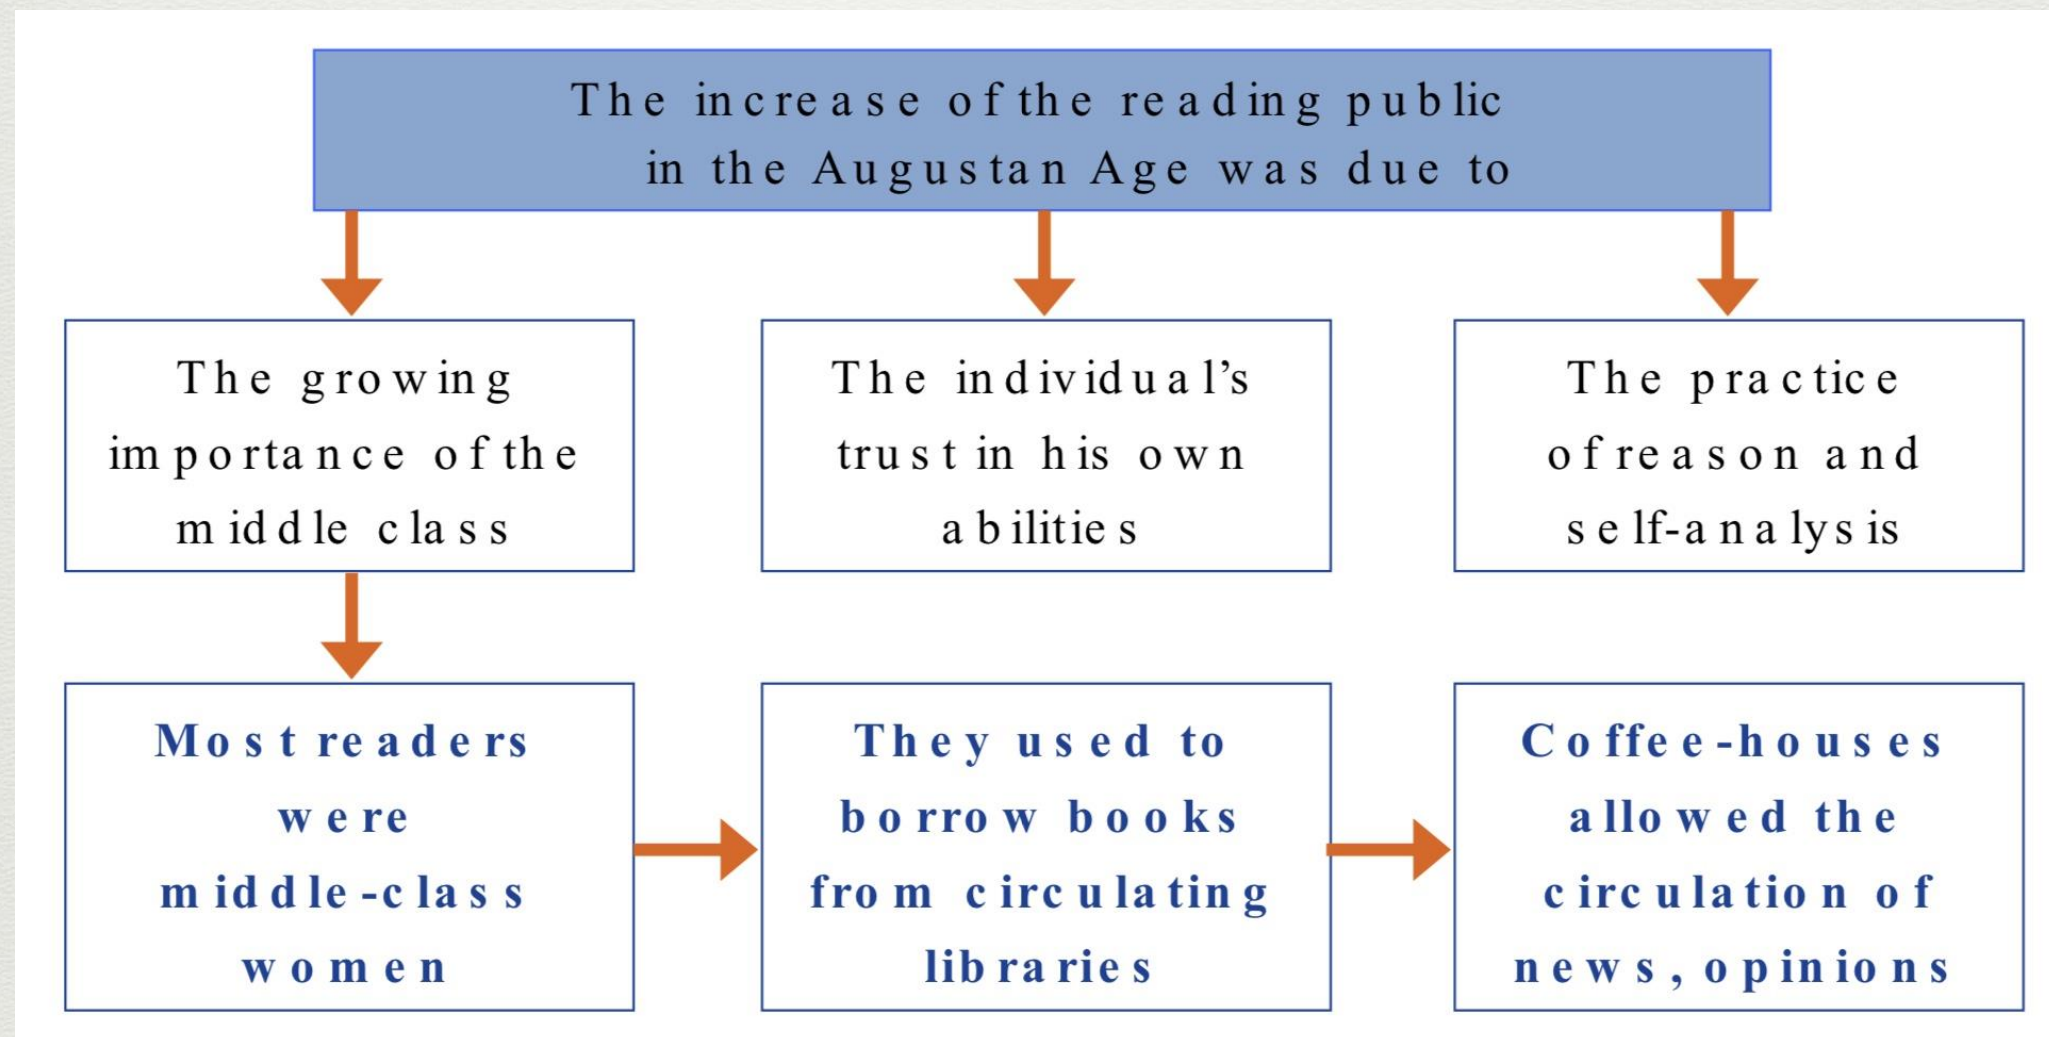 The increase of the reading public
in the Augustan Age was due to
The growing
importance of the
middle class
The individual’s
trust in his own
abilities
The practice
of reason and
self-analysis
Most readers
were
middle-class
women
They used to
borrow books
from circulating
libraries
Coffee-houses
allowed the
circulation of
news, opinions